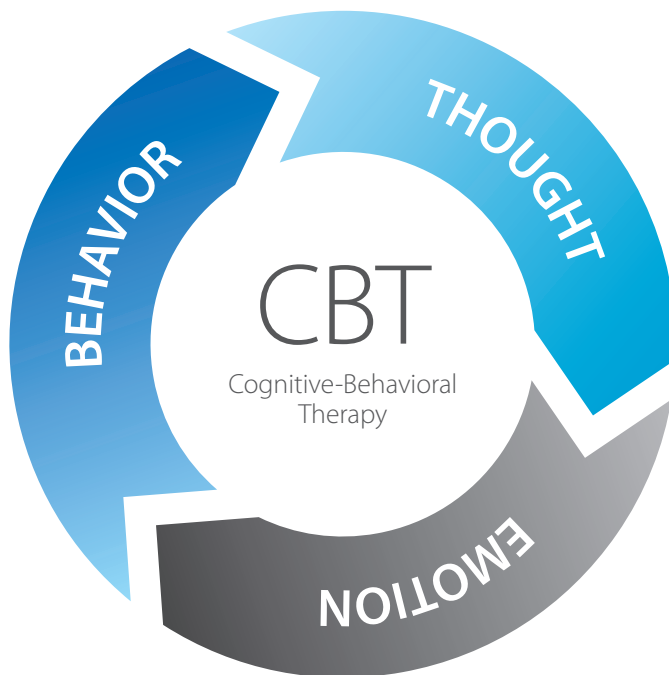 BEHAVIOR
THOUGHT
CBT
Cognitive-Behavioral
Therapy
EMOTION